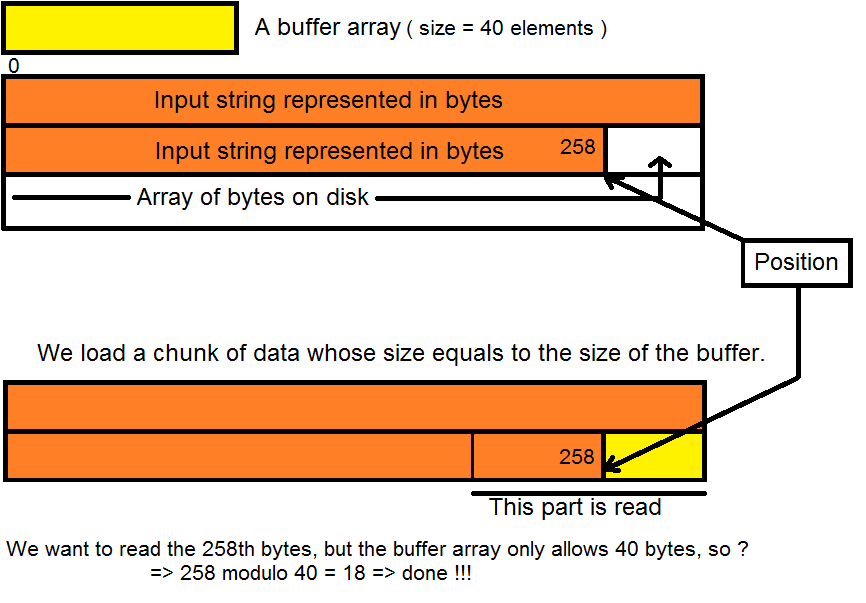 A buffer array ( size = 40 elements )
0
Input string represented in bytes
Input string represented in bytes 258
Array of bytes on disk
Position
We load a chunk of data whose size equals to the size of the buffer.
258
This part is read
We want to read the 258th bytes, but the buffer array only allows 40 bytes, so ?
=> 258 modulo 40 = 18 => done !!!